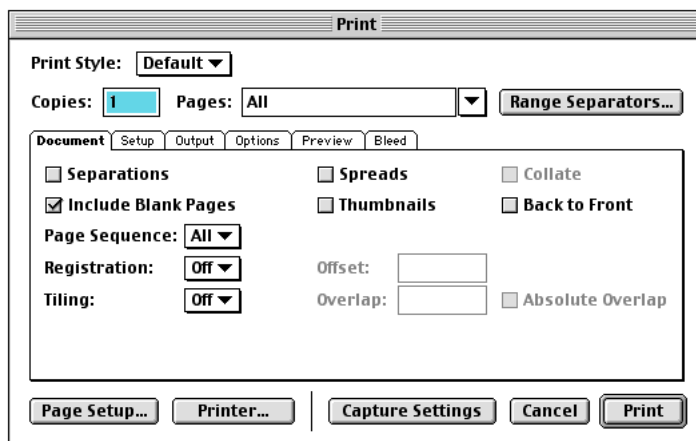 Print
Print Style: Default
Copies: 1 Pages: All Range Separators...
Document Setup Output Options Preview Bleed
Separations Spreads Collate
Include Blank Pages Thumbnails Back to Front
Page Sequence: All
Registration: Off Offset:
Tiling: Off Overlap: Absolute Overlap
Page Setup... Printer... Capture Settings Cancel Print